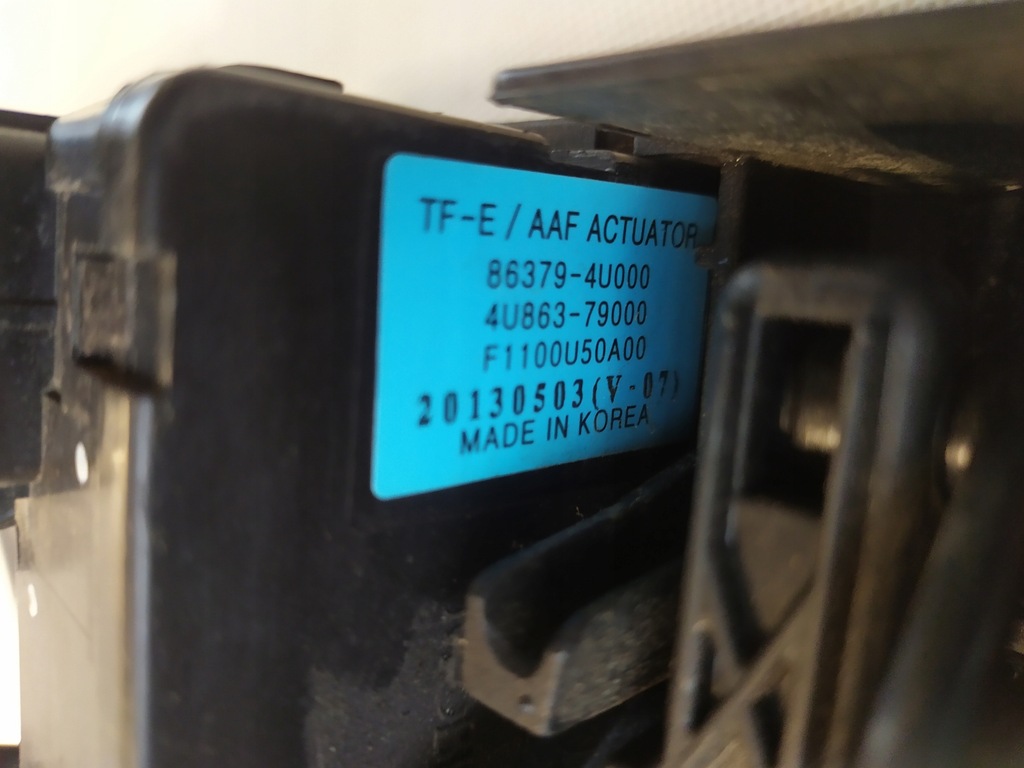 TF-E / AAF ACTUATOR
86379-4U000
4U863-79000
F1100U50A00
20130503(V-07)
MADE IN KOREA